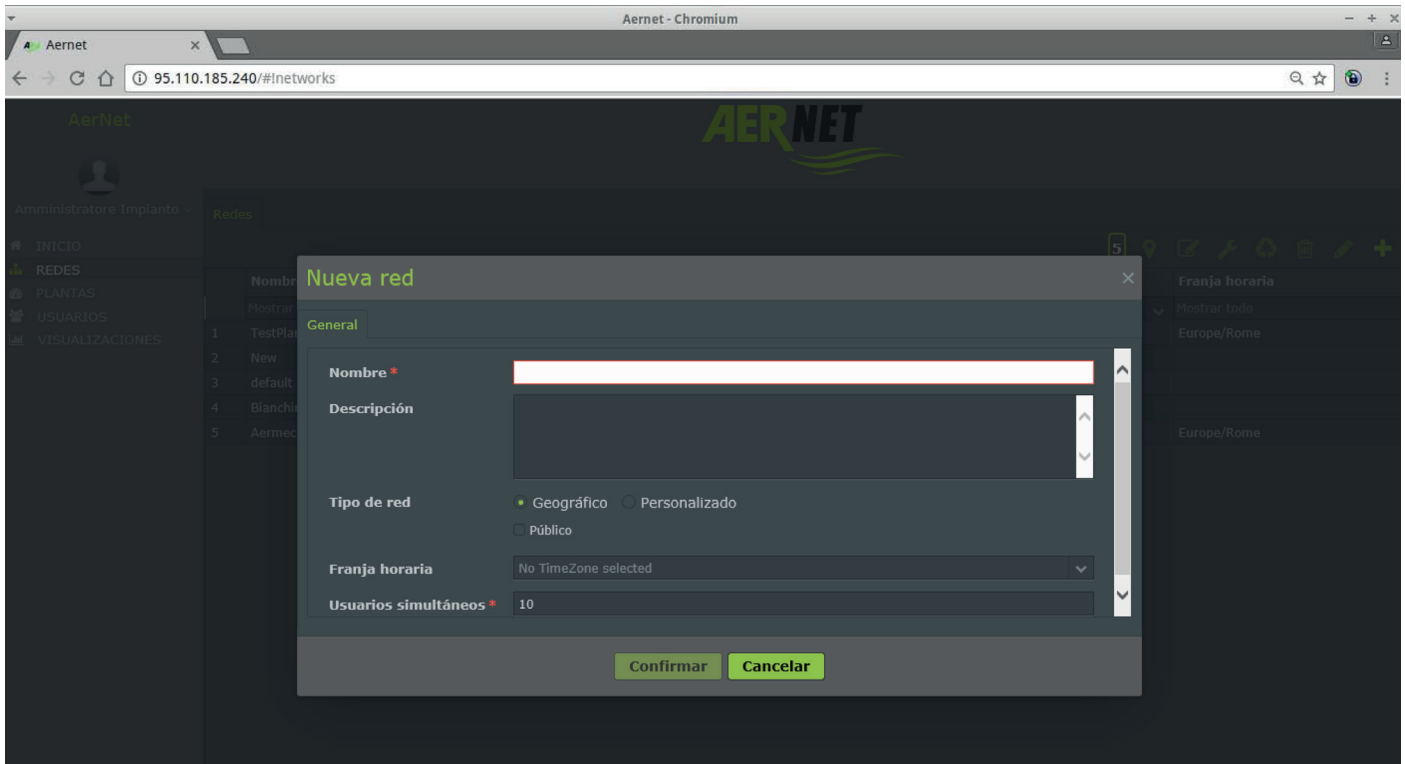 Aernet - Chromium
Aernet
95.110.185.240/#!networks
AerNet
AERNET
Amministratore Impianto
Redes
INICIO
REDES
PLANTAS
USUARIOS
VISUALIZACIONES
5
Nombr
Franja horaria
Mostrar
Mostrar todo
1 TestPlan Europe/Rome
2 New
3 default
4 Bianchi
5 Aermec Europe/Rome
Nueva red
General
Nombre *
Descripción
Tipo de red
Geográfico Personalizado
Público
Franja horaria
No TimeZone selected
Usuarios simultáneos *
10
Confirmar Cancelar